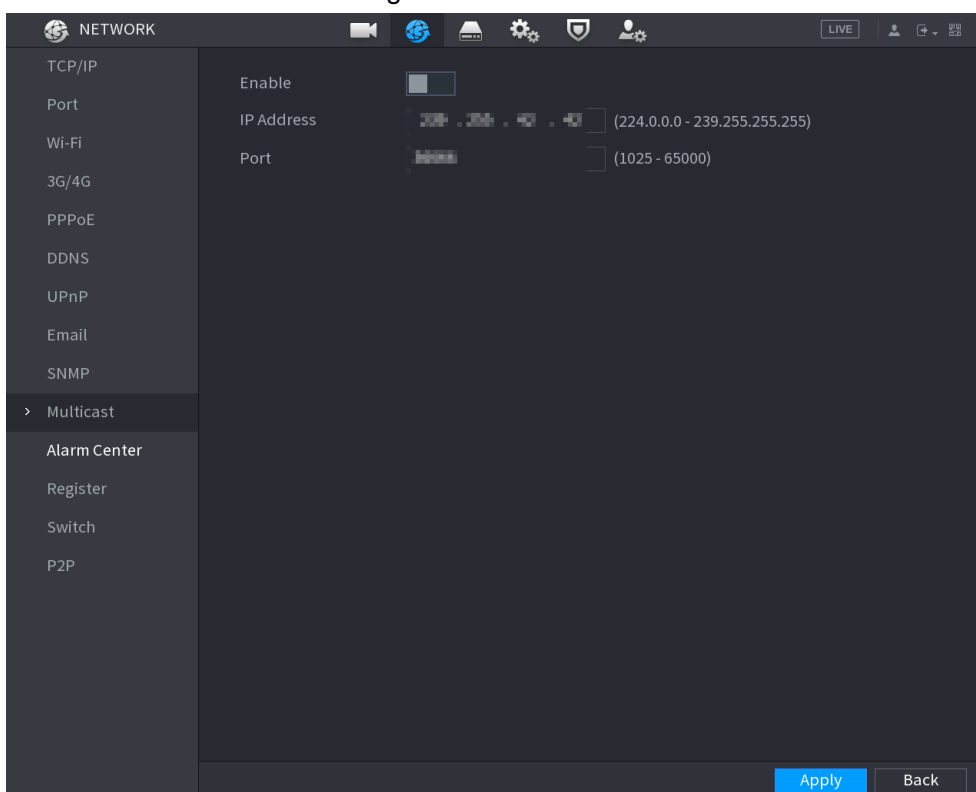 NETWORK
LIVE
TCP/IP
Port
Wi-Fi
3G/4G
PPPoE
DDNS
UPnP
Email
SNMP
Multicast
Alarm Center
Register
Switch
P2P
Enable
IP Address (224.0.0.0 - 239.255.255.255)
Port (1025 - 65000)
Apply Back